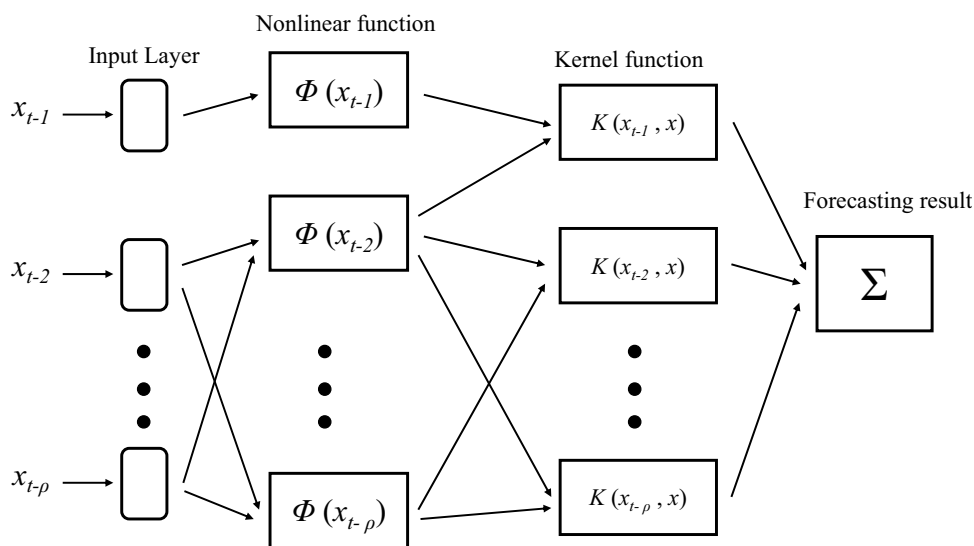 Nonlinear function
Input Layer
Kernel function
x_{t-1}
Φ (x_{t-1})
K (x_{t-1} , x)
Forecasting result
x_{t-2}
Φ (x_{t-2})
K (x_{t-2} , x)
Σ
x_{t-ρ}
Φ (x_{t- ρ})
K (x_{t- ρ} , x)